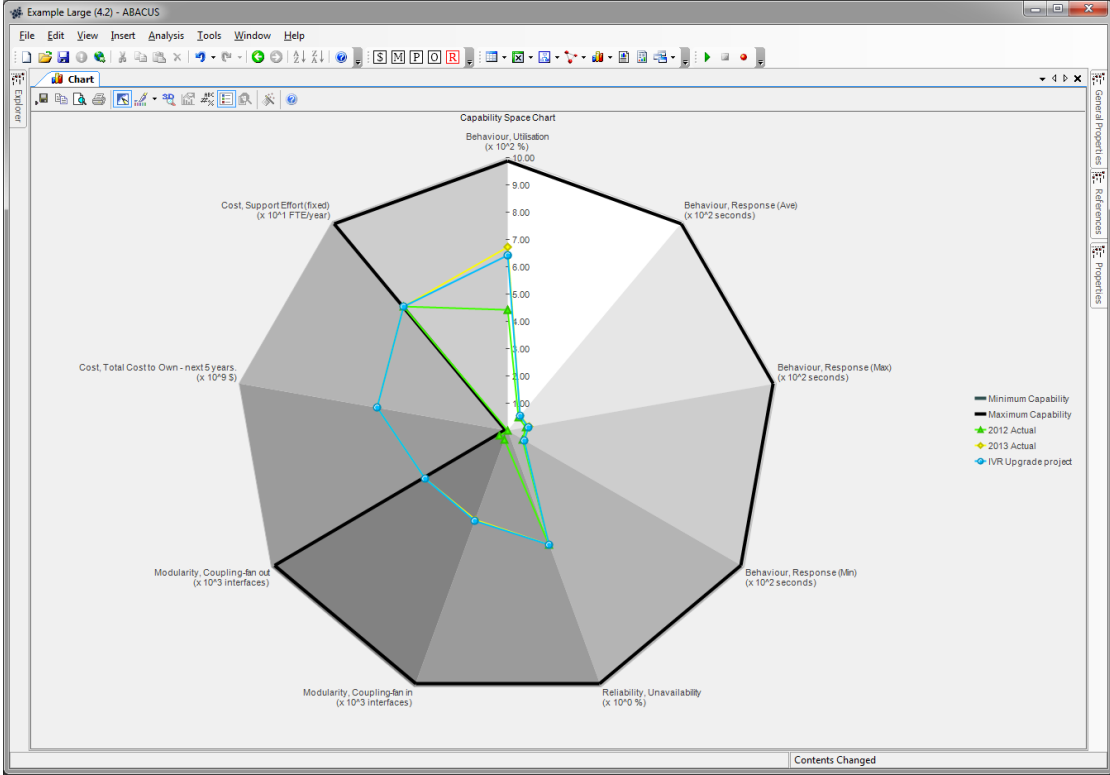 Example Large (4.2) - ABACUS
File Edit View Insert Analysis Tools Window Help
S M P O R
Chart
Explorer
General Properties
References
Properties
Capability Space Chart
Behaviour, Utilisation
(x 10^2 %)
10.00
9.00
8.00
7.00
6.00
5.00
4.00
3.00
2.00
1.00
Cost, Support Effort (fixed)
(x 10^1 FTE/year)
Behaviour, Response (Ave)
(x 10^2 seconds)
Cost, Total Cost to Own - next 5 years.
(x 10^9 $)
Behaviour, Response (Max)
(x 10^2 seconds)
Minimum Capability
Maximum Capability
2012 Actual
2013 Actual
IVR Upgrade project
Modularity, Coupling-fan out
(x 10^3 interfaces)
Behaviour, Response (Min)
(x 10^2 seconds)
Modularity, Coupling-fan in
(x 10^3 interfaces)
Reliability, Unavailability
(x 10^0 %)
Contents Changed